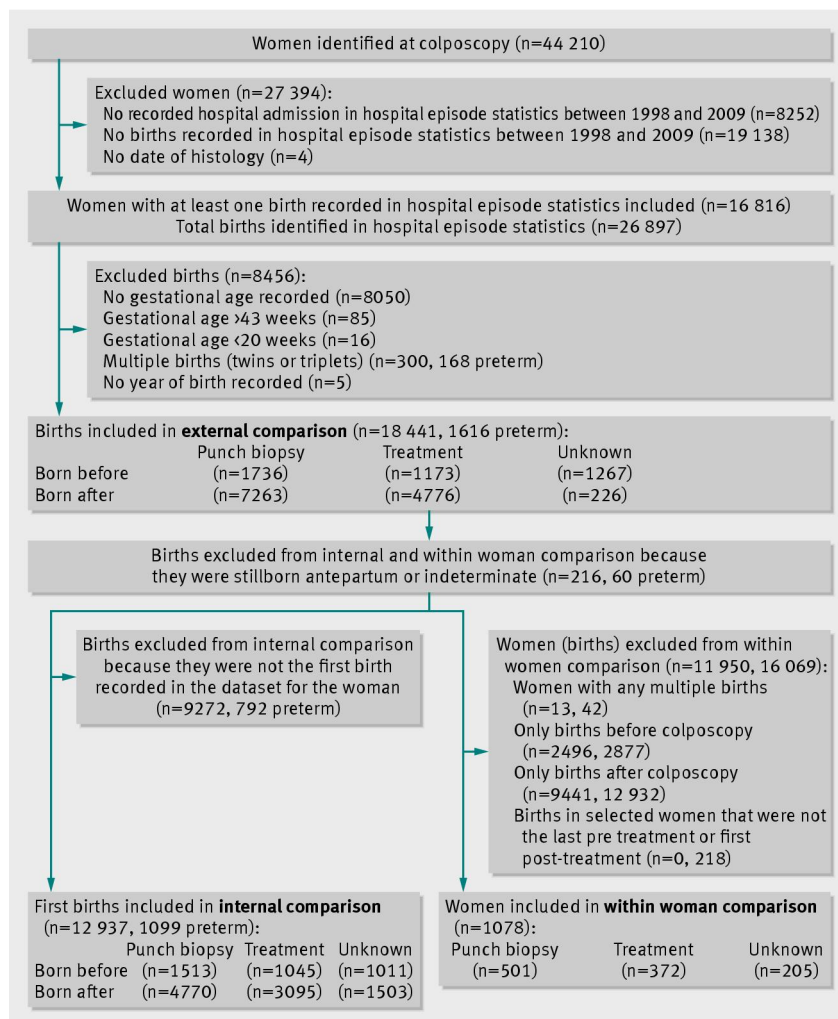 Women identified at colposcopy (n=44 210)
Excluded women (n=27 394):
No recorded hospital admission in hospital episode statistics between 1998 and 2009 (n=8252)
No births recorded in hospital episode statistics between 1998 and 2009 (n=19 138)
No date of histology (n=4)
Women with at least one birth recorded in hospital episode statistics included (n=16 816)
Total births identified in hospital episode statistics (n=26 897)
Excluded births (n=8456):
No gestational age recorded (n=8050)
Gestational age >43 weeks (n=85)
Gestational age <20 weeks (n=16)
Multiple births (twins or triplets) (n=300, 168 preterm)
No year of birth recorded (n=5)
Births included in external comparison (n=18 441, 1616 preterm):
Punch biopsy Treatment Unknown
Born before (n=1736) (n=1173) (n=1267)
Born after (n=7263) (n=4776) (n=226)
Births excluded from internal and within woman comparison because
they were stillborn antepartum or indeterminate (n=216, 60 preterm)
Births excluded from internal comparison
because they were not the first birth
recorded in the dataset for the woman
(n=9272, 792 preterm)
Women (births) excluded from within
women comparison (n=11 950, 16 069):
Women with any multiple births
(n=13, 42)
Only births before colposcopy
(n=2496, 2877)
Only births after colposcopy
(n=9441, 12 932)
Births in selected women that were not
the last pre treatment or first
post-treatment (n=0, 218)
First births included in internal comparison
(n=12 937, 1099 preterm):
Punch biopsy Treatment Unknown
Born before (n=1513) (n=1045) (n=1011)
Born after (n=4770) (n=3095) (n=1503)
Women included in within woman comparison
(n=1078):
Punch biopsy Treatment Unknown
(n=501) (n=372) (n=205)